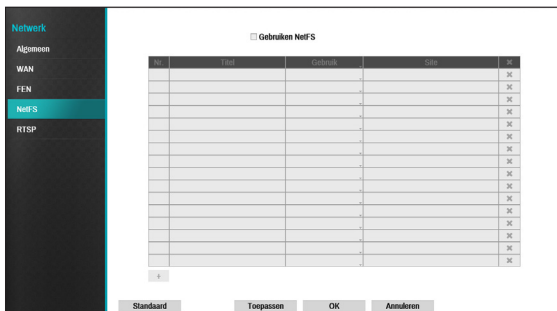 Netwerk
Algemeen
WAN
FEN
NetFS
RTSP
Gebruiken NetFS
Nr. Titel Gebruik Site
Standaard Toepassen OK Annuleren